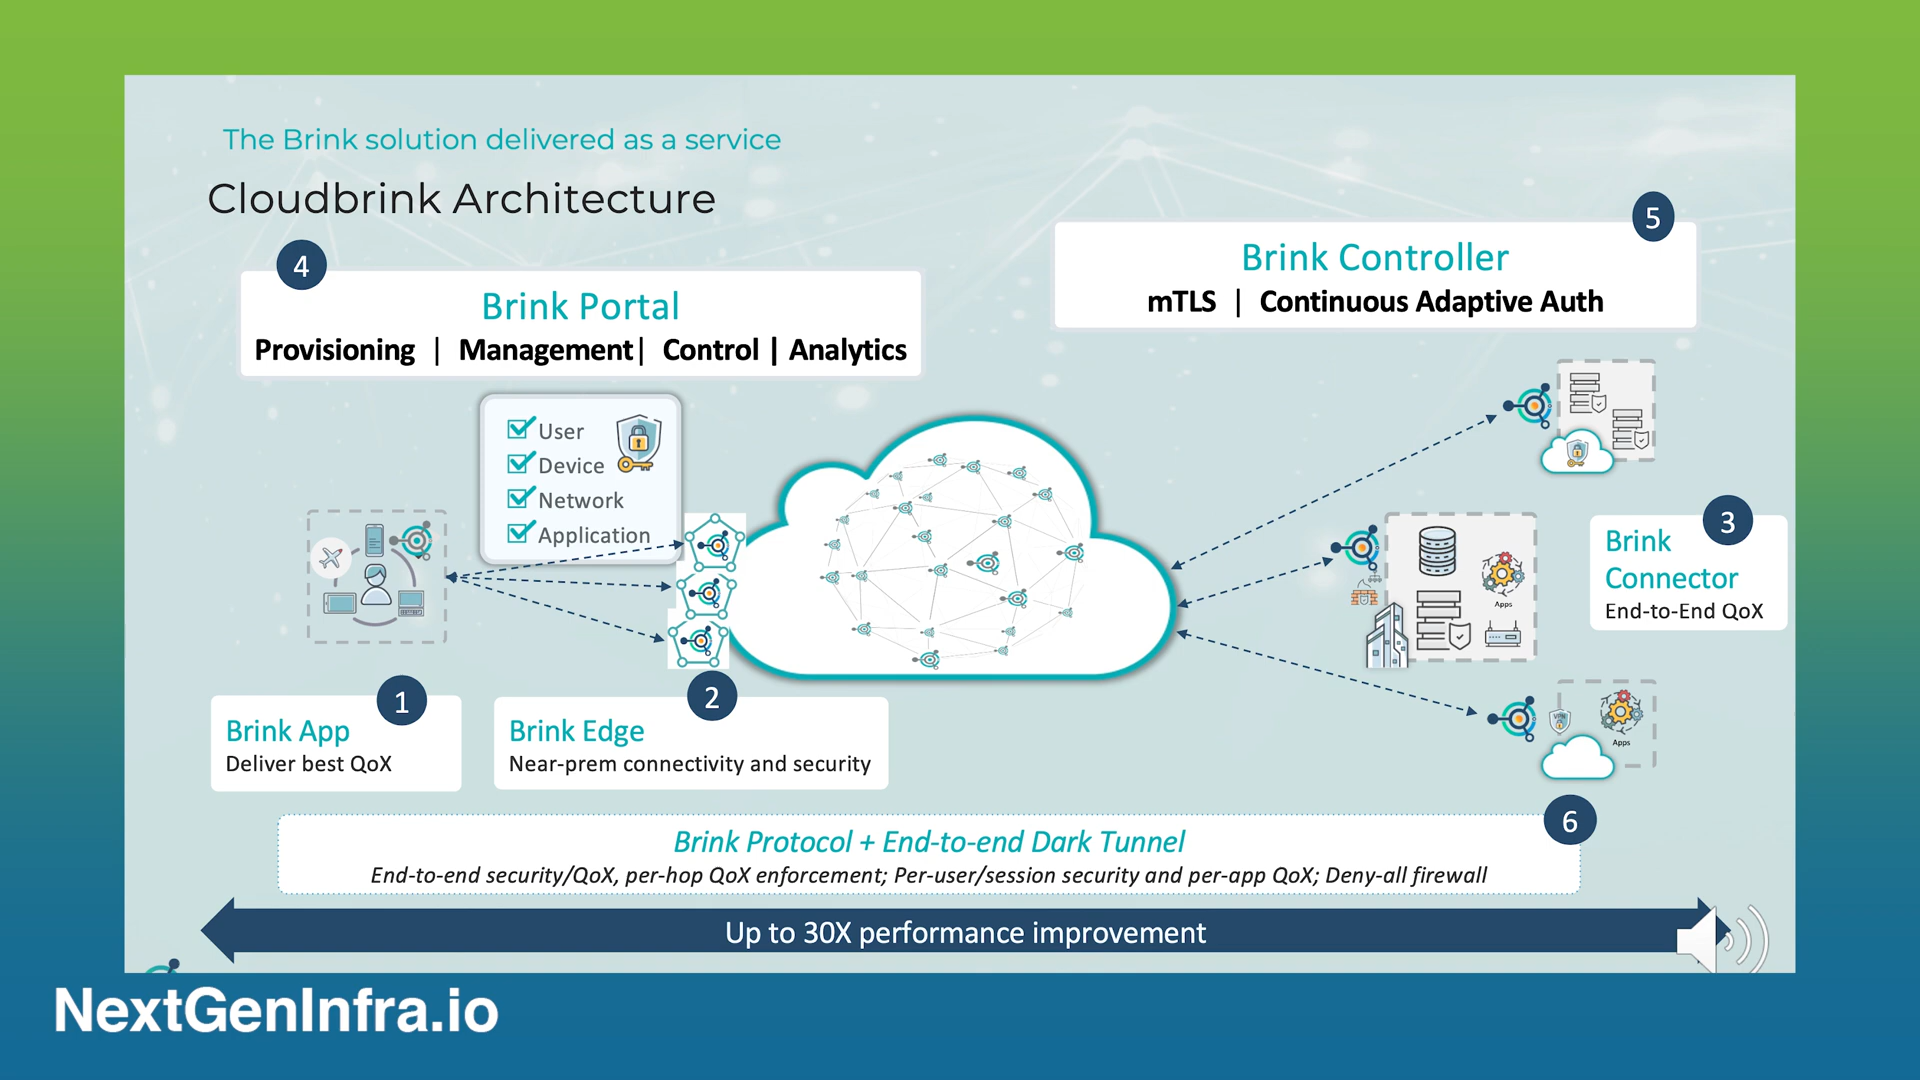 The Brink solution delivered as a service
Cloudbrink Architecture
4
Brink Portal
Provisioning | Management| Control | Analytics
5
Brink Controller
mTLS | Continuous Adaptive Auth
User
Device
Network
Application
Apps
3
Brink
Connector
End-to-End QoX
1
Brink App
Deliver best QoX
2
Brink Edge
Near-prem connectivity and security
Apps
6
Brink Protocol + End-to-end Dark Tunnel
End-to-end security/QoX, per-hop QoX enforcement; Per-user/session security and per-app QoX; Deny-all firewall
Up to 30X performance improvement
NextGenInfra.io